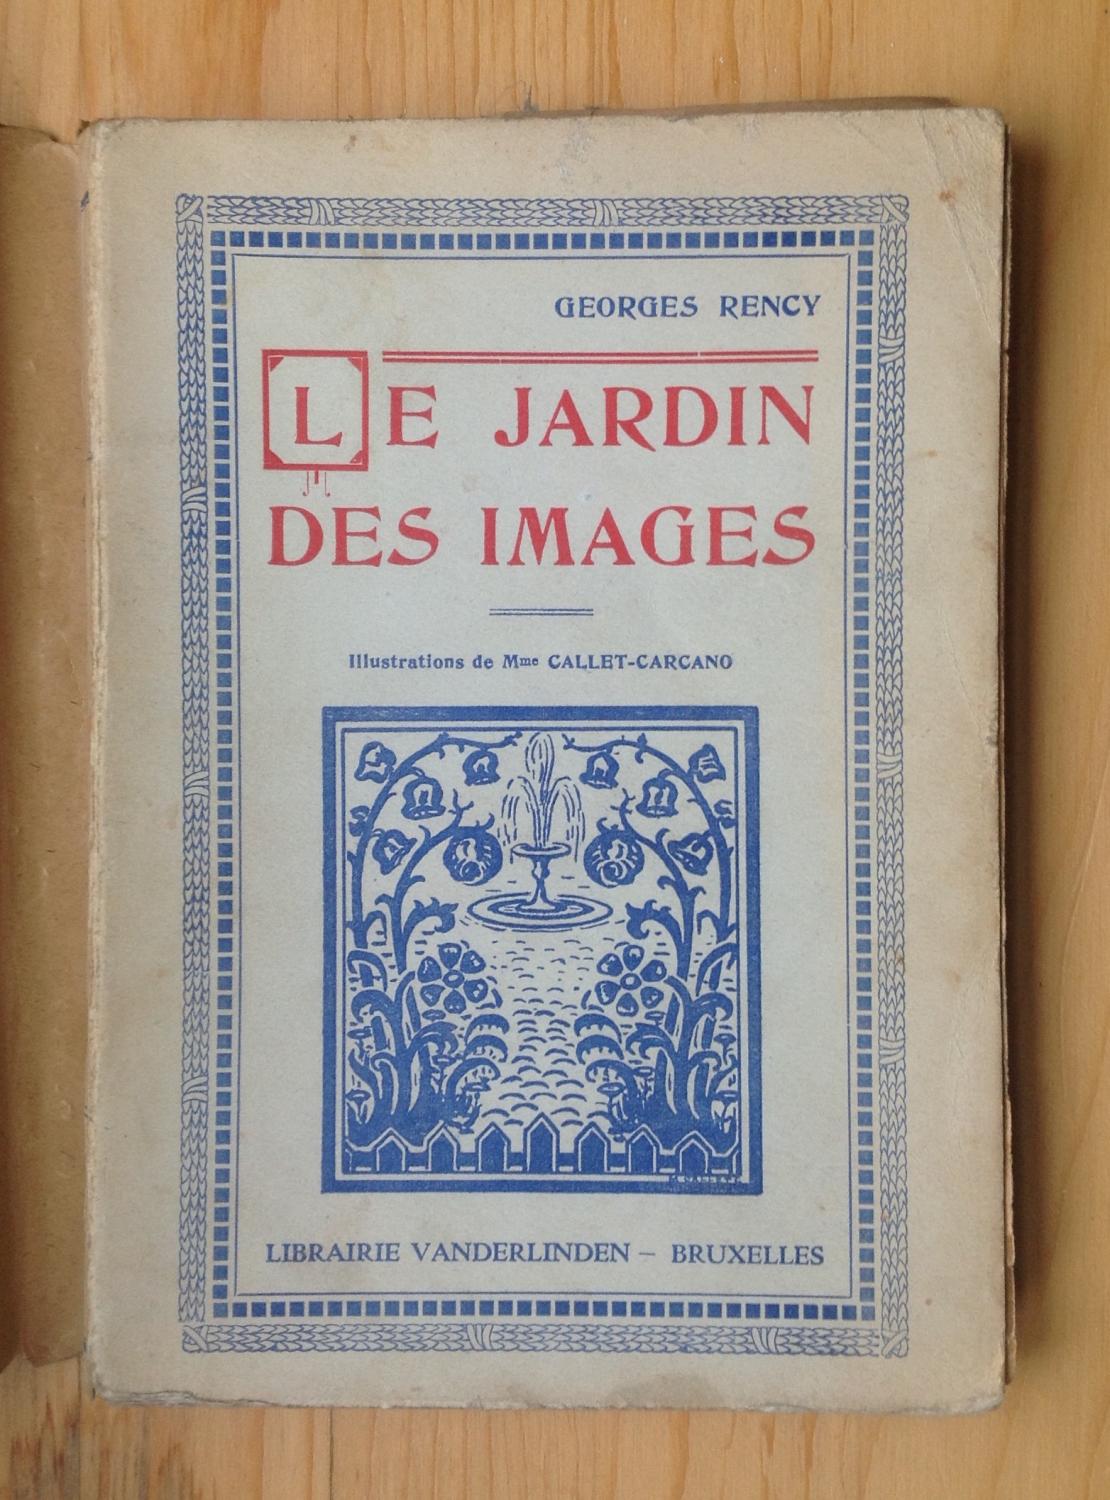 GEORGES RENCY
LE JARDIN
DES IMAGES
Illustrations de Mme CALLET-CARCANO
LIBRAIRIE VANDERLINDEN – BRUXELLES